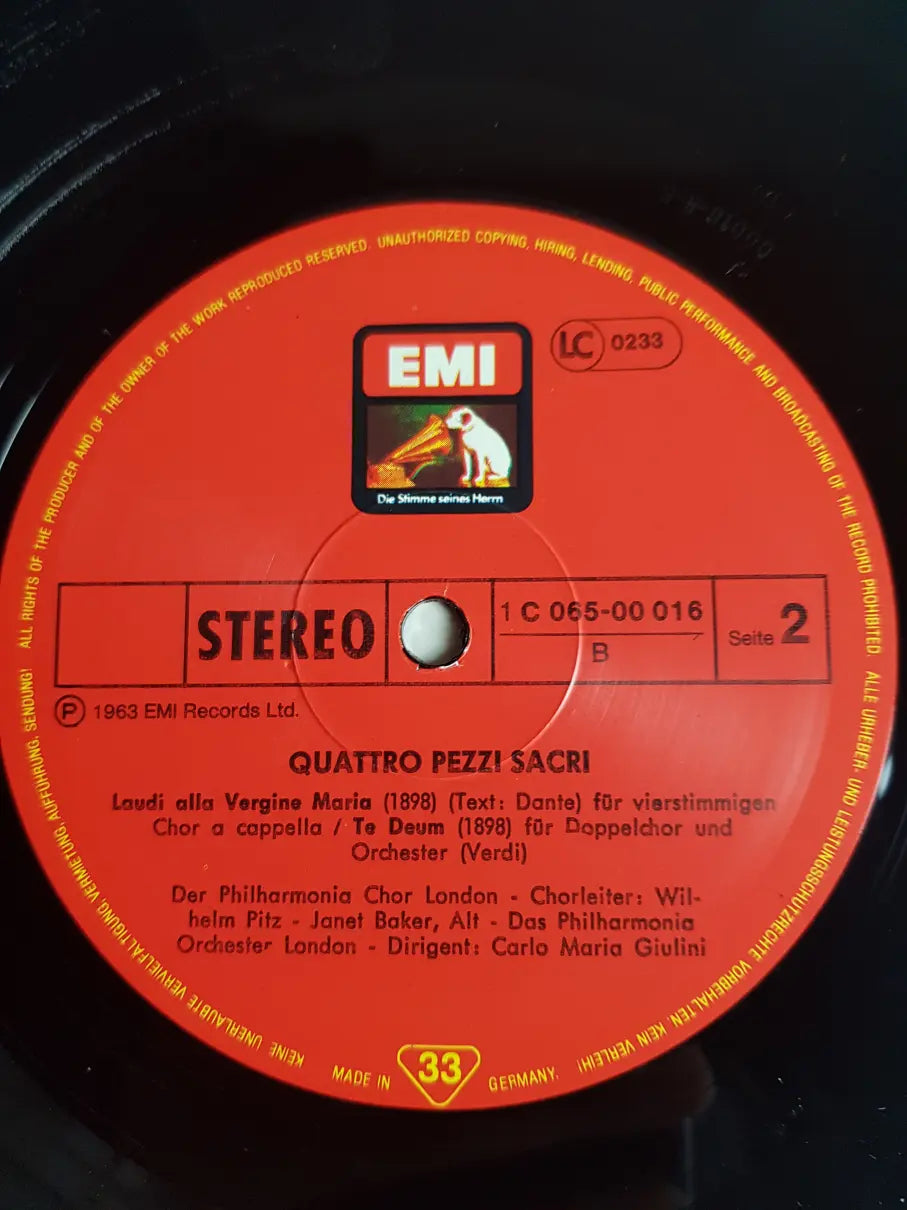 ALL RIGHTS OF THE PRODUCER AND OF THE OWNER OF THE WORK REPRODUCED RESERVED. UNAUTHORIZED COPYING, HIRING, LENDING, PUBLIC PERFORMANCE AND BROADCASTING OF THE RECORD PROHIBITED.
EMI
LC 0233
Die Stimme seines Herrn
STEREO
1 C 065-00 016
B
Seite 2
P 1963 EMI Records Ltd.
QUATTRO PEZZI SACRI
Laudi alla Vergine Maria (1898) (Text: Dante) für vierstimmigen
Chor a cappella / Te Deum (1898) für Doppelchor und
Orchester (Verdi)
Der Philharmonia Chor London - Chorleiter: Wil-
helm Pitz - Janet Baker, Alt - Das Philharmonia
Orchester London - Dirigent: Carlo Maria Giulini
ALLE URHEBER- UND LEISTUNGSSCHUTZRECHTE VORBEHALTEN. KEIN VERLEIH!
KEINE UNERLAUBTE VERVIELFÄLTIGUNG, VERMIETUNG, AUFFÜHRUNG, SENDUNG!
MADE IN 33 GERMANY.